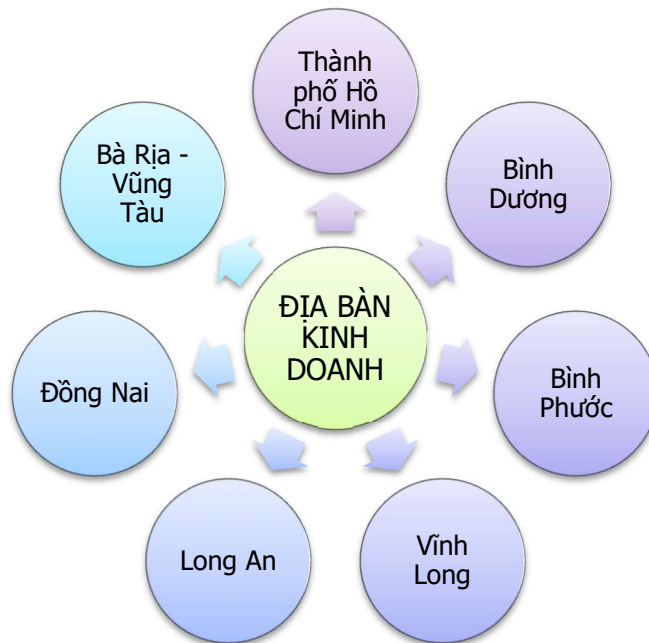 Thành
phố Hồ
Chí Minh
Bình
Dương
Bình
Phước
Vĩnh
Long
Long An
Đồng Nai
Bà Rịa -
Vũng
Tàu
ĐỊA BÀN
KINH
DOANH